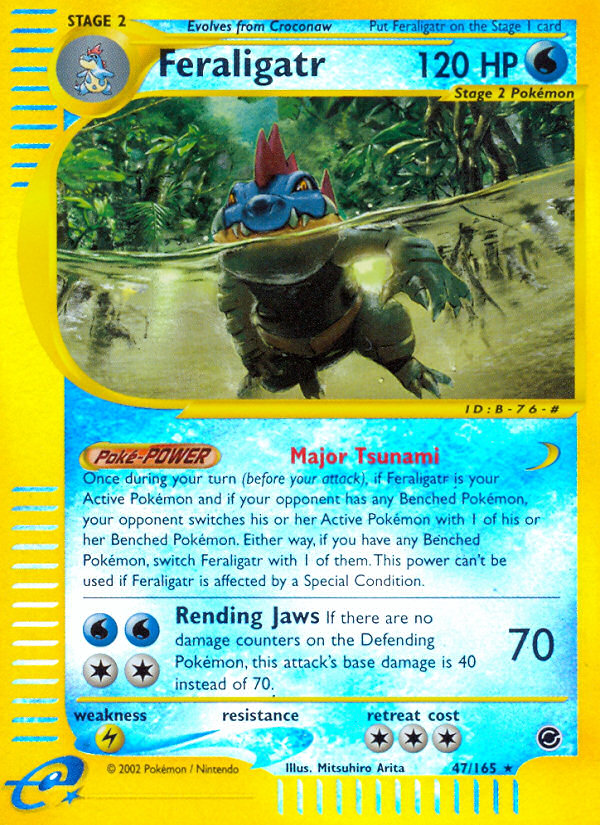 STAGE 2
Evolves from Croconaw
Put Feraligatr on the Stage 1 card
Feraligatr
120 HP
Stage 2 Pokémon
ID:B-76-#
Poké-POWER
Major Tsunami
Once during your turn (before your attack), if Feraligatr is your
Active Pokémon and if your opponent has any Benched Pokémon,
your opponent switches his or her Active Pokémon with 1 of his or
her Benched Pokémon. Either way, if you have any Benched
Pokémon, switch Feraligatr with 1 of them. This power can't be
used if Feraligatr is affected by a Special Condition.
Rending Jaws If there are no
damage counters on the Defending
Pokémon, this attack's base damage is 40
instead of 70.
70
weakness
resistance
retreat cost
© 2002 Pokémon / Nintendo
Illus. Mitsuhiro Arita
47/165 ★
e